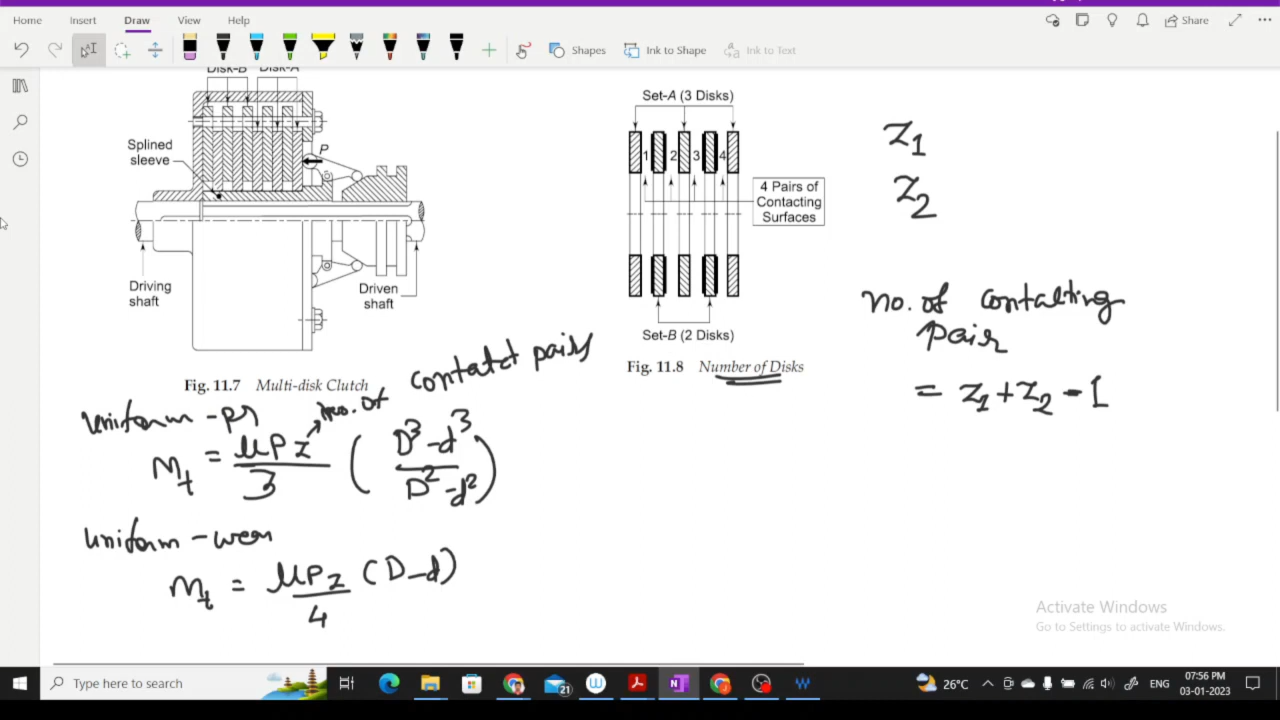 Home Insert Draw View Help
Share
Shapes Ink to Shape Ink to Text
Disk-B Disk-A
Splined
sleeve
P
Driving
shaft
Driven
shaft
Fig. 11.7 Multi-disk Clutch
Set-A (3 Disks)
1 2 3 4
4 Pairs of
Contacting
Surfaces
Set-B (2 Disks)
Fig. 11.8 Number of Disks
z1
z2
no. of contacting
pair
= z1 + z2 - 1
no. of contatct pairs
uniform - pr
Mt = μPz/3 (D³-d³/D²-d²)
uniform - wear
Mt = μPz/4 (D-d)
Activate Windows
Go to Settings to activate Windows.
Type here to search
21
26°C
ENG
07:56 PM
03-01-2023